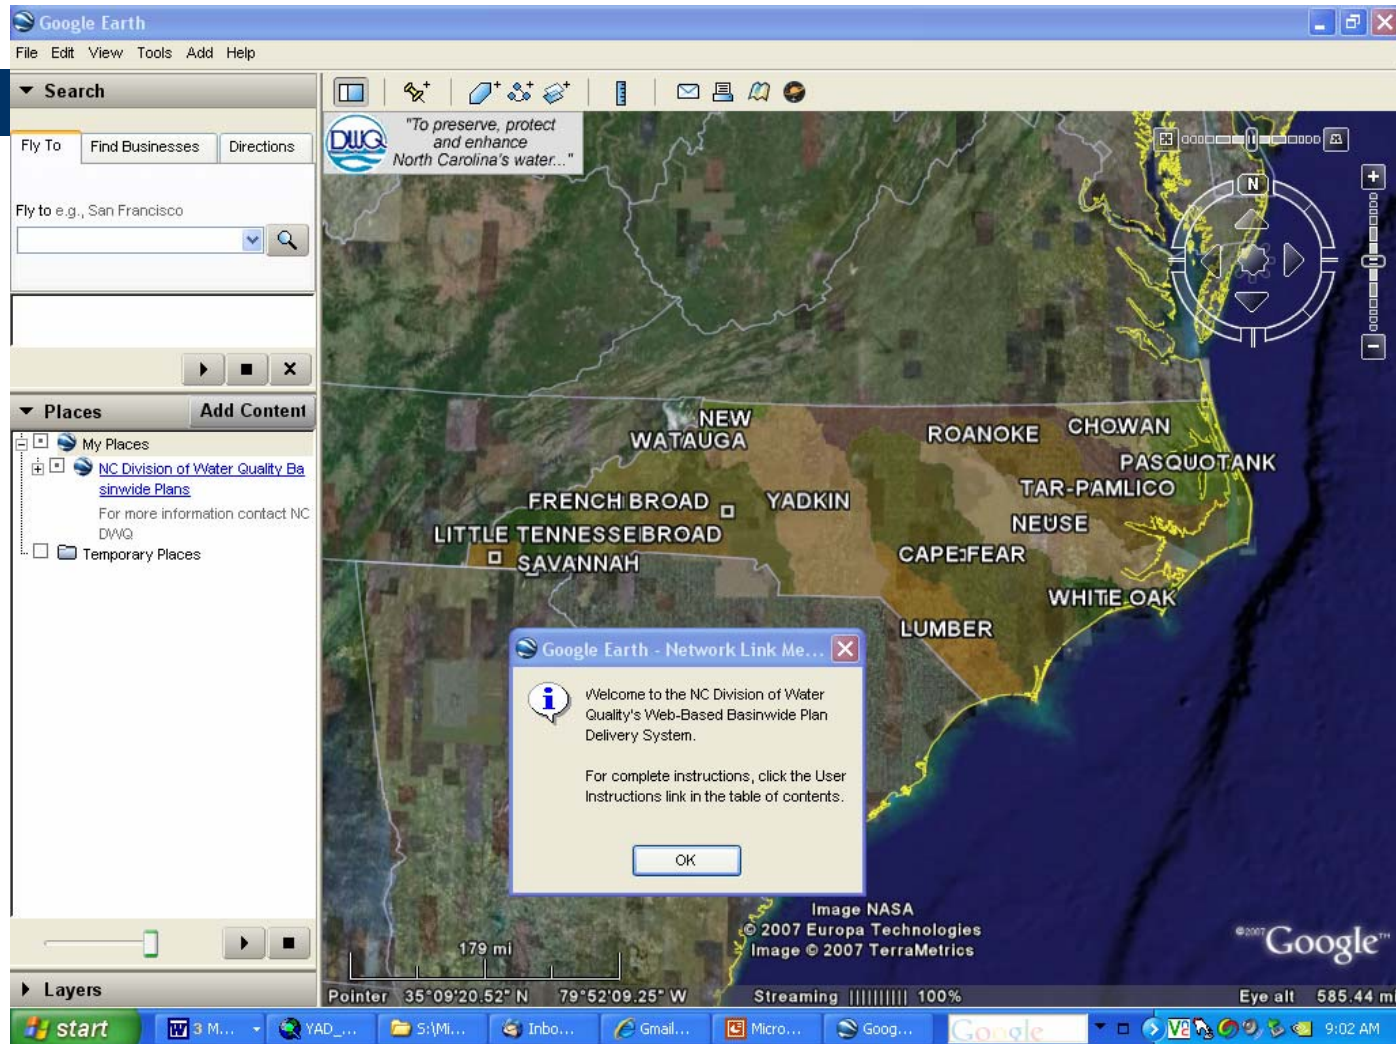 Google Earth
File Edit View Tools Add Help
Search
Fly To Find Businesses Directions
Fly to e.g., San Francisco
Places Add Content
My Places
NC Division of Water Quality Ba
sinwide Plans
For more information contact NC
DWQ
Temporary Places
Layers
DWQ
"To preserve, protect
and enhance
North Carolina's water..."
N
NEW
WATAUGA
ROANOKE
CHOWAN
PASQUOTANK
TAR-PAMLICO
FRENCH BROAD
YADKIN
NEUSE
LITTLE TENNESSE BROAD
SAVANNAH
CAPE FEAR
WHITE OAK
LUMBER
Google Earth - Network Link Me...
Welcome to the NC Division of Water
Quality's Web-Based Basinwide Plan
Delivery System.
For complete instructions, click the User
Instructions link in the table of contents.
OK
Image NASA
© 2007 Europa Technologies
Image © 2007 TerraMetrics
179 mi
©2007 Google™
Pointer 35°09'20.52" N 79°52'09.25" W Streaming |||||||||| 100% Eye alt 585.44 mi
start 3 M... YAD_... S:\Mi... Inbo... Gmail... Micro... Goog... Google 9:02 AM